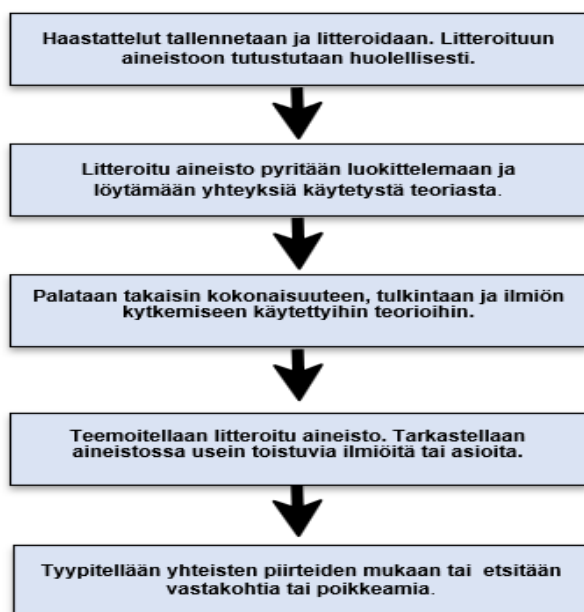 Haastattelut tallennetaan ja litteroidaan. Litteroituun
aineistoon tutustutaan huolellisesti.
Litteroitu aineisto pyritään luokittelemaan ja
löytämään yhteyksiä käytetystä teoriasta.
Palataan takaisin kokonaisuuteen, tulkintaan ja ilmiön
kytkemiseen käytettyihin teorioihin.
Teemoitellaan litteroitu aineisto. Tarkastellaan
aineistossa usein toistuvia ilmiöitä tai asioita.
Tyypitellään yhteisten piirteiden mukaan tai etsitään
vastakohtia tai poikkeamia.